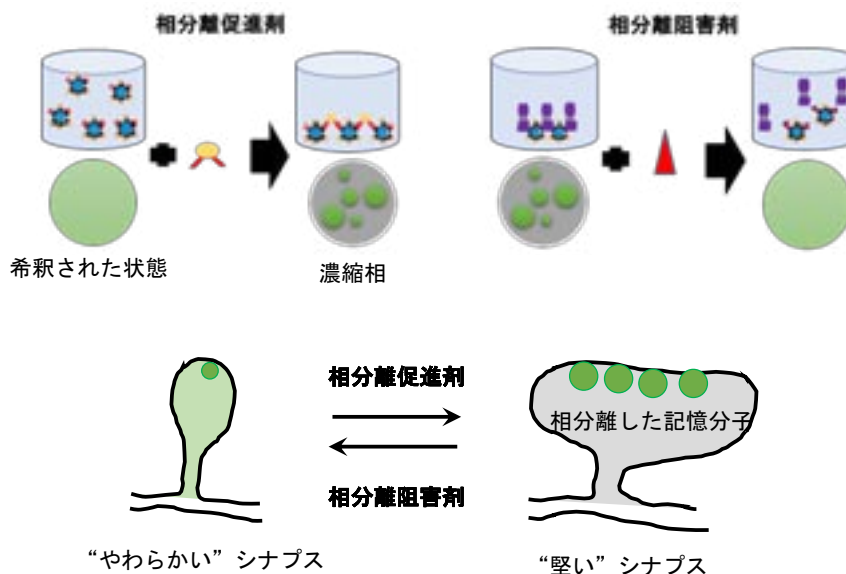 相分離促進剤
相分離阻害剤
希釈された状態
濃縮相
相分離促進剤
相分離した記憶分子
相分離阻害剤
“やわらかい”シナプス
“堅い”シナプス